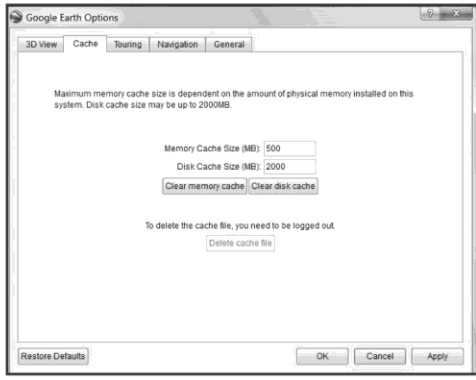 Google Earth Options
3D View Cache Touring Navigation General
Maximum memory cache size is dependent on the amount of physical memory installed on this
system. Disk cache size may be up to 2000MB.
Memory Cache Size (MB): 500
Disk Cache Size (MB): 2000
Clear memory cache Clear disk cache
To delete the cache file, you need to be logged out.
Delete cache file
Restore Defaults OK Cancel Apply